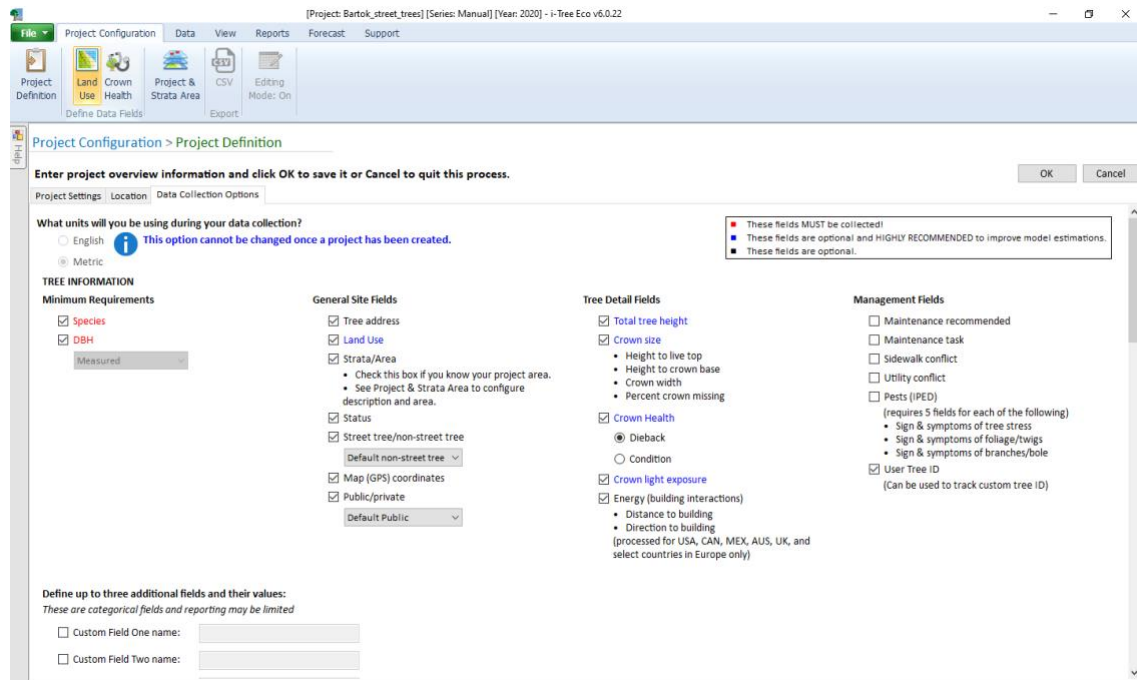 [Project: Bartok_street_trees] [Series: Manual] [Year: 2020] - i-Tree Eco v6.0.22
File Project Configuration Data View Reports Forecast Support
Project Definition
Land Use
Crown Health
Project & Strata Area
CSV
Editing Mode: On
Define Data Fields
Export
Help
Project Configuration > Project Definition
Enter project overview information and click OK to save it or Cancel to quit this process.
OK Cancel
Project Settings Location Data Collection Options
What units will you be using during your data collection?
English
This option cannot be changed once a project has been created.
Metric
These fields MUST be collected!
These fields are optional and HIGHLY RECOMMENDED to improve model estimations.
These fields are optional.
TREE INFORMATION
Minimum Requirements
Species
DBH
Measured
General Site Fields
Tree address
Land Use
Strata/Area
• Check this box if you know your project area.
• See Project & Strata Area to configure
description and area.
Status
Street tree/non-street tree
Default non-street tree
Map (GPS) coordinates
Public/private
Default Public
Tree Detail Fields
Total tree height
Crown size
• Height to live top
• Height to crown base
• Crown width
• Percent crown missing
Crown Health
Dieback
Condition
Crown light exposure
Energy (building interactions)
• Distance to building
• Direction to building
(processed for USA, CAN, MEX, AUS, UK, and
select countries in Europe only)
Management Fields
Maintenance recommended
Maintenance task
Sidewalk conflict
Utility conflict
Pests (IPED)
(requires 5 fields for each of the following)
• Sign & symptoms of tree stress
• Sign & symptoms of foliage/twigs
• Sign & symptoms of branches/bole
User Tree ID
(Can be used to track custom tree ID)
Define up to three additional fields and their values:
These are categorical fields and reporting may be limited
Custom Field One name:
Custom Field Two name: